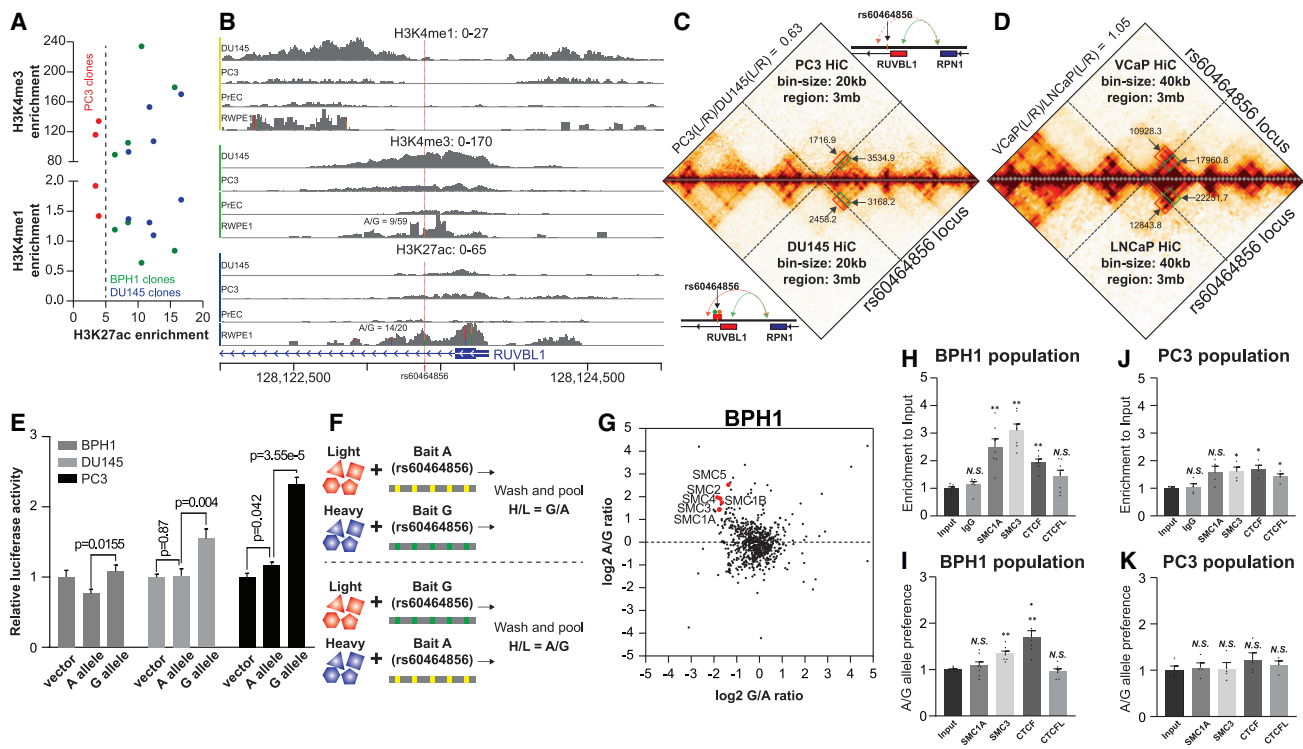 A
240
200
160
120
80
H3K4me3
enrichment
PC3 clones
2.0
1.5
1.0
0.5
0.0
H3K4me1
enrichment
BPH1 clones
DU145 clones
0 5 10 15 20
H3K27ac enrichment
B
H3K4me1: 0-27
DU145
PC3
PrEC
RWPE1
H3K4me3: 0-170
DU145
PC3
PrEC
RWPE1
A/G = 9/59
H3K27ac: 0-65
DU145
PC3
PrEC
RWPE1
A/G = 14/20
RUVBL1
128,122,500
rs60464856
128,124,500
C
PC3(L/R)/DU145(L/R) = 0.63
rs60464856
RUVBL1 RPN1
PC3 HiC
bin-size: 20kb
region: 3mb
1716.9
3534.9
2458.2
3168.2
DU145 HiC
bin-size: 20kb
region: 3mb
rs60464856 locus
rs60464856
RUVBL1 RPN1
D
VCaP(L/R)/LNCaP(L/R) = 1.05
VCaP HiC
bin-size: 40kb
region: 3mb
rs60464856 locus
10928.3
17960.8
12843.8
22231.7
LNCaP HiC
bin-size: 40kb
region: 3mb
rs60464856 locus
E
Relative luciferase activity
3
2
1
0
BPH1
DU145
PC3
p=0.0155
p=0.87
p=0.004
p=0.042
p=3.55e-5
vector
A allele
G allele
vector
A allele
G allele
vector
A allele
G allele
F
Light + Bait A
(rs60464856)
Heavy + Bait G
(rs60464856)
Wash and pool
H/L = G/A
Light + Bait G
(rs60464856)
Heavy + Bait A
(rs60464856)
Wash and pool
H/L = A/G
G
BPH1
log2 A/G ratio
5
4
3
2
1
0
-1
-2
-3
-4
-5
SMC5
SMC2
SMC4
SMC1B
SMC3
SMC1A
-5 -4 -3 -2 -1 0 1 2 3 4 5
log2 G/A ratio
H
BPH1 population
Enrichment to Input
5
4
3
2
1
0
N.S.
**
**
**
N.S.
Input
IgG
SMC1A
SMC3
CTCF
CTCFL
I
BPH1 population
A/G allele preference
3
2
1
0
N.S.
**
**
N.S.
Input
SMC1A
SMC3
CTCF
CTCFL
J
PC3 population
Enrichment to Input
5
4
3
2
1
0
N.S.
N.S.
*
*
*
Input
IgG
SMC1A
SMC3
CTCF
CTCFL
K
PC3 population
A/G allele preference
3
2
1
0
N.S.
N.S.
N.S.
N.S.
Input
SMC1A
SMC3
CTCF
CTCFL